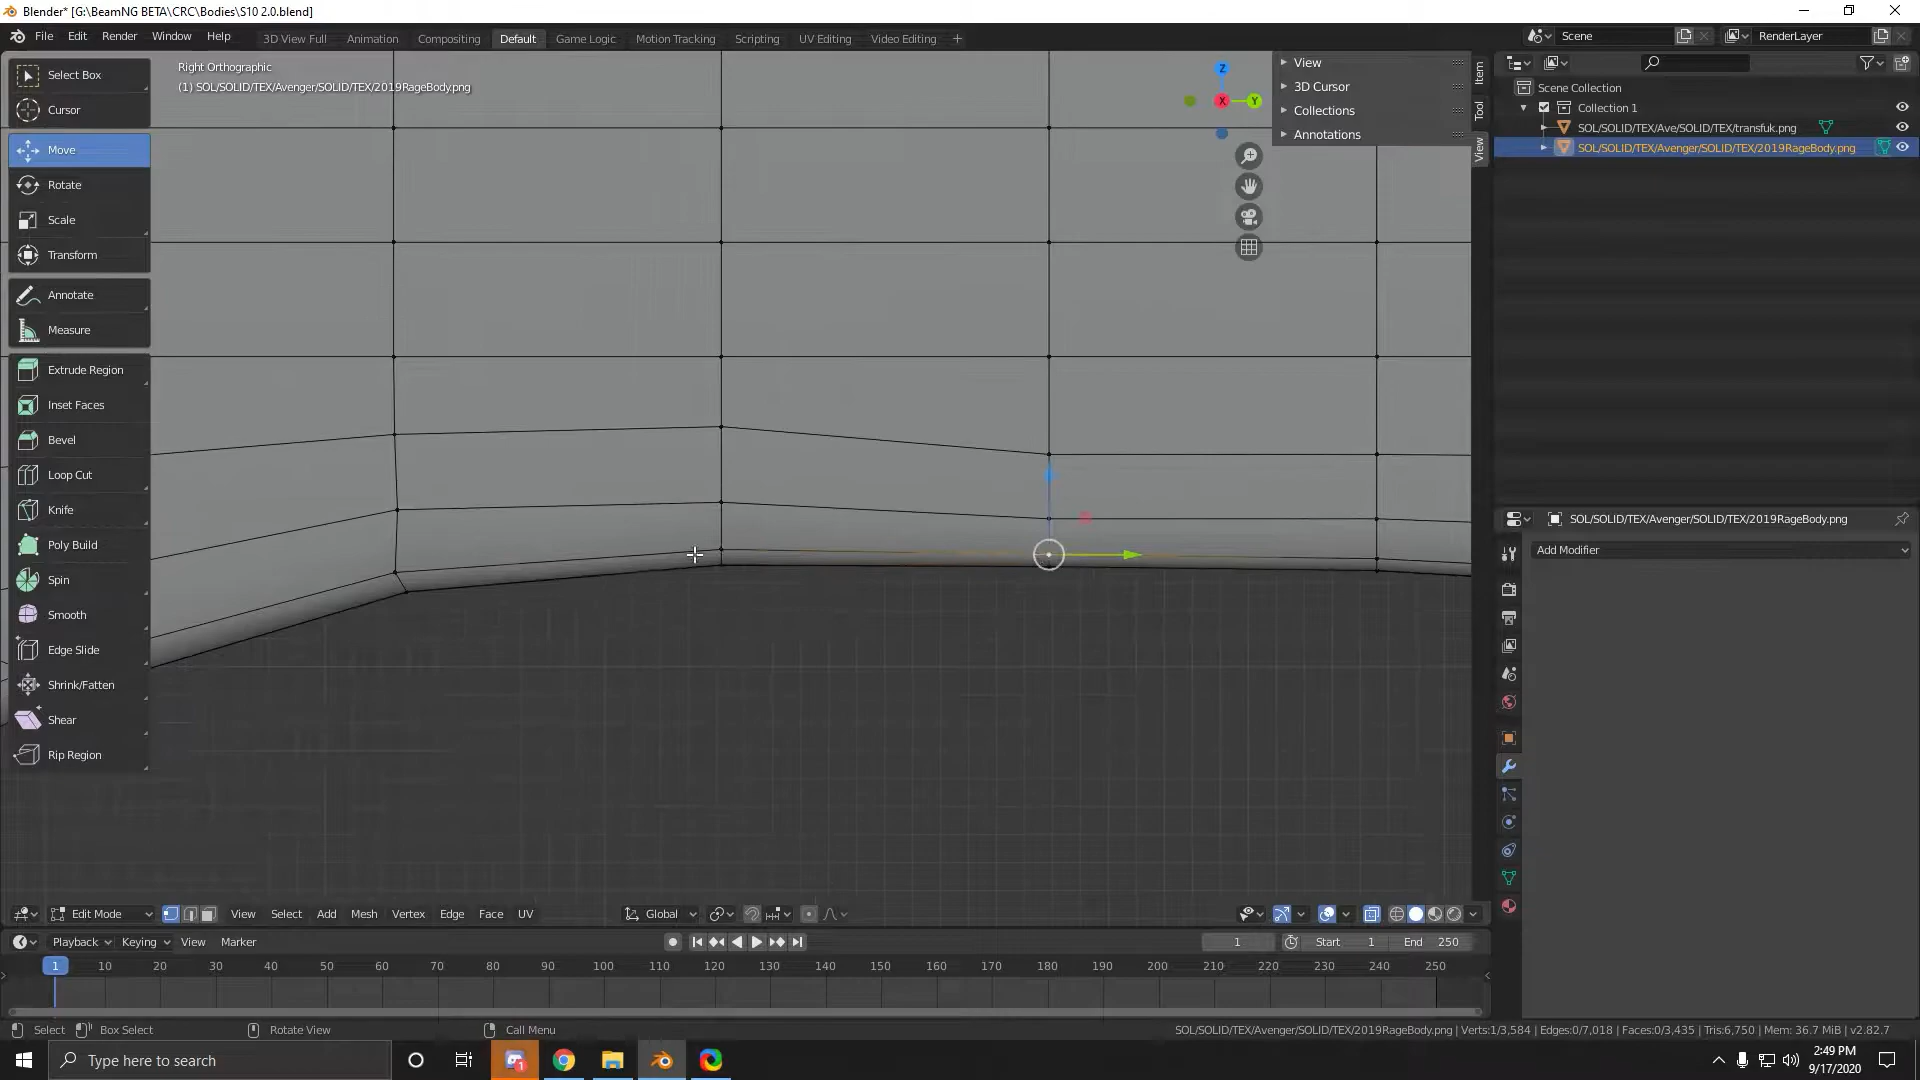 Blender* [G:\BeamNG BETA\CRC\Bodies\S10 2.0.blend]
File Edit Render Window Help
3D View Full Animation Compositing Default Game Logic Motion Tracking Scripting UV Editing Video Editing +
Scene
RenderLayer
Select Box
Cursor
Move
Rotate
Scale
Transform
Annotate
Measure
Extrude Region
Inset Faces
Bevel
Loop Cut
Knife
Poly Build
Spin
Smooth
Edge Slide
Shrink/Fatten
Shear
Rip Region
Right Orthographic
(1) SOL/SOLID/TEX/Avenger/SOLID/TEX/2019RageBody.png
Z
X
Y
View
3D Cursor
Collections
Annotations
Item
Tool
View
Scene Collection
Collection 1
SOL/SOLID/TEX/Ave/SOLID/TEX/transfuk.png
SOL/SOLID/TEX/Avenger/SOLID/TEX/2019RageBody.png
SOL/SOLID/TEX/Avenger/SOLID/TEX/2019RageBody.png
Add Modifier
Edit Mode View Select Add Mesh Vertex Edge Face UV Global
Playback Keying View Marker 1 Start 1 End 250
1 10 20 30 40 50 60 70 80 90 100 110 120 130 140 150 160 170 180 190 200 210 220 230 240 250
Select Box Select Rotate View Call Menu
SOL/SOLID/TEX/Avenger/SOLID/TEX/2019RageBody.png | Verts:1/3,584 | Edges:0/7,018 | Faces:0/3,435 | Tris:6,750 | Mem: 36.7 MiB | v2.82.7
Type here to search
1
2:49 PM
9/17/2020